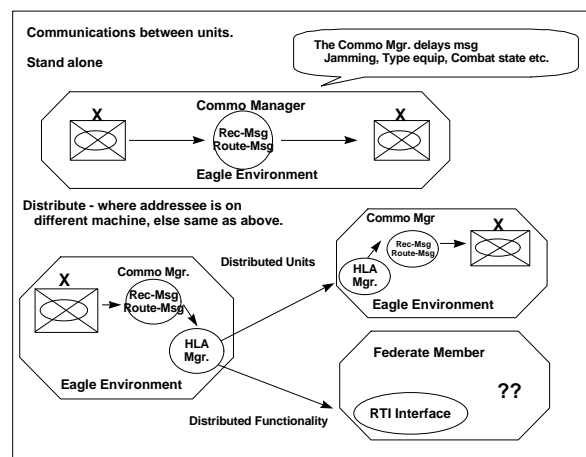 Communications between units.
Stand alone
The Commo Mgr. delays msg
Jamming, Type equip, Combat state etc.
X
Commo Manager
X
Rec-Msg
Route-Msg
Eagle Environment
Distribute - where addressee is on
different machine, else same as above.
Commo Mgr
X
Rec-Msg
Route-Msg
HLA
Mgr.
Eagle Environment
Distributed Units
X
Commo Mgr.
Rec-Msg
Route-Msg
HLA
Mgr.
Eagle Environment
Federate Member
??
RTI Interface
Distributed Functionality